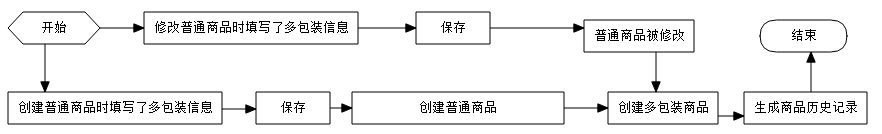 开始
修改普通商品时填写了多包装信息
保存
普通商品被修改
结束
创建普通商品时填写了多包装信息
保存
创建普通商品
创建多包装商品
生成商品历史记录